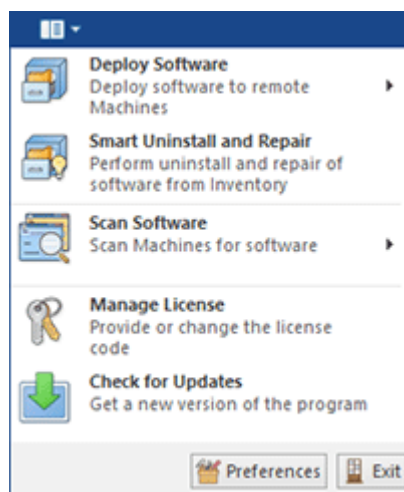 Deploy Software
Deploy software to remote
Machines
Smart Uninstall and Repair
Perform uninstall and repair of
software from Inventory
Scan Software
Scan Machines for software
Manage License
Provide or change the license
code
Check for Updates
Get a new version of the program
Preferences Exit